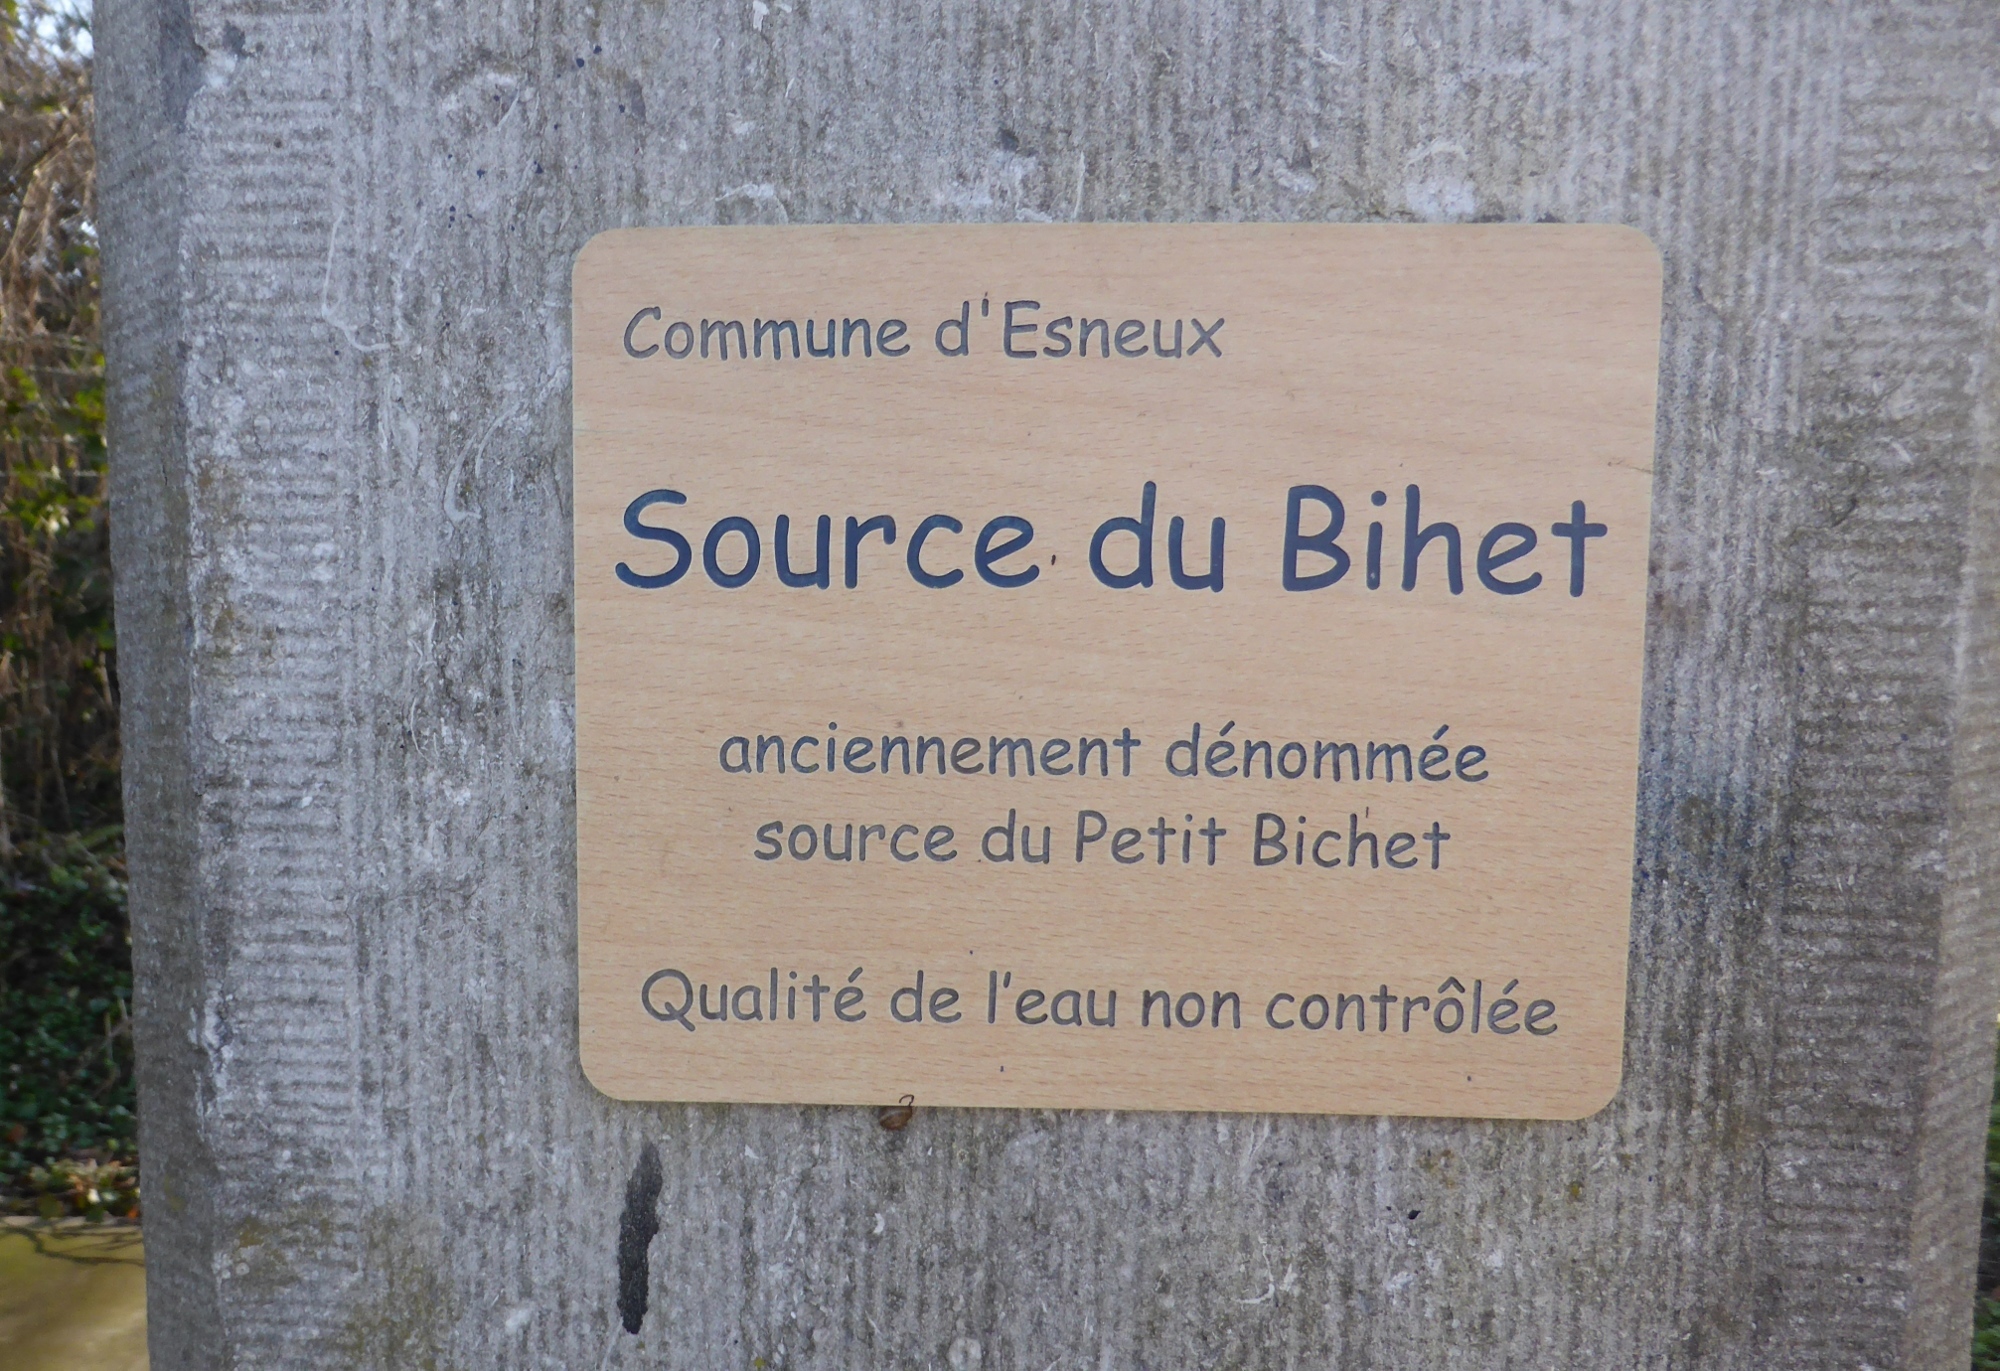 Commune d'Esneux
Source du Bihet
anciennement dénommée
source du Petit Bichet
Qualité de l'eau non contrôlée